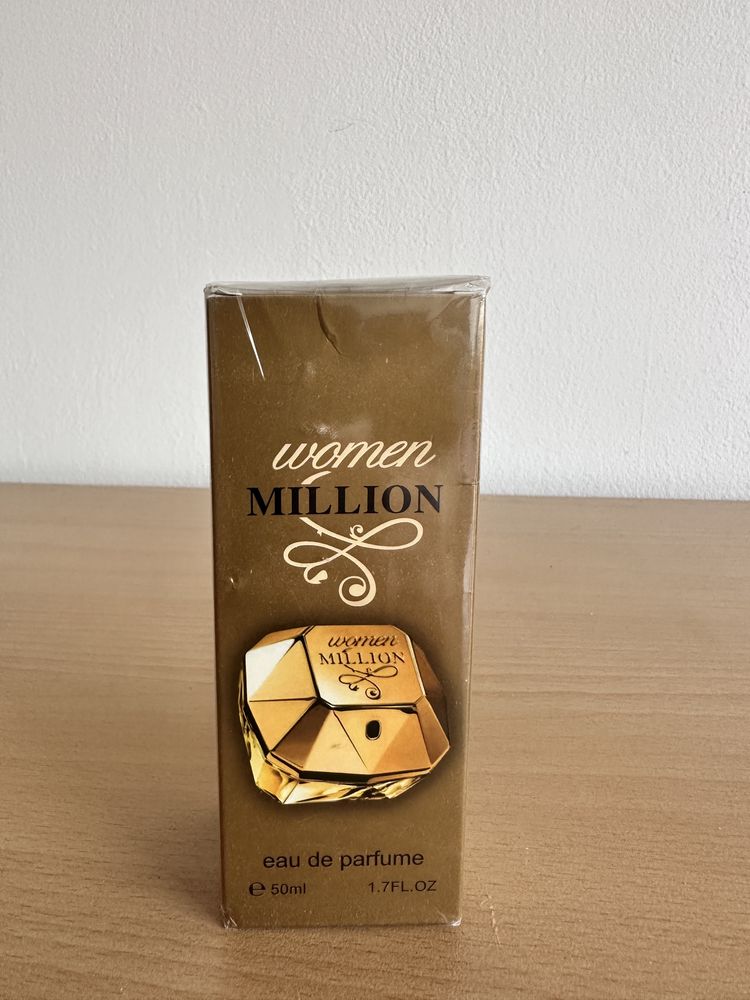 women
MILLION
women
MILLION
eau de parfume
℮ 50ml 1.7FL.OZ